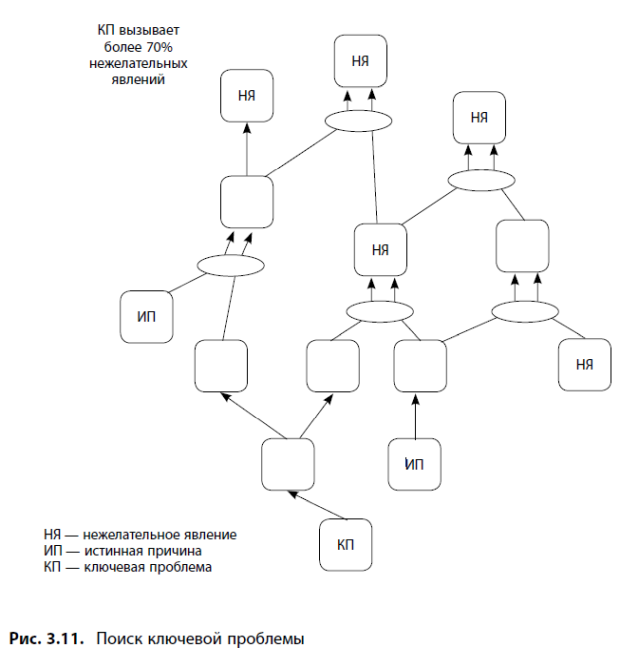 КП вызывает
более 70%
нежелательных
явлений
НЯ
НЯ
НЯ
НЯ
ИП
НЯ
ИП
КП
НЯ — нежелательное явление
ИП — истинная причина
КП — ключевая проблема
Рис. 3.11. Поиск ключевой проблемы